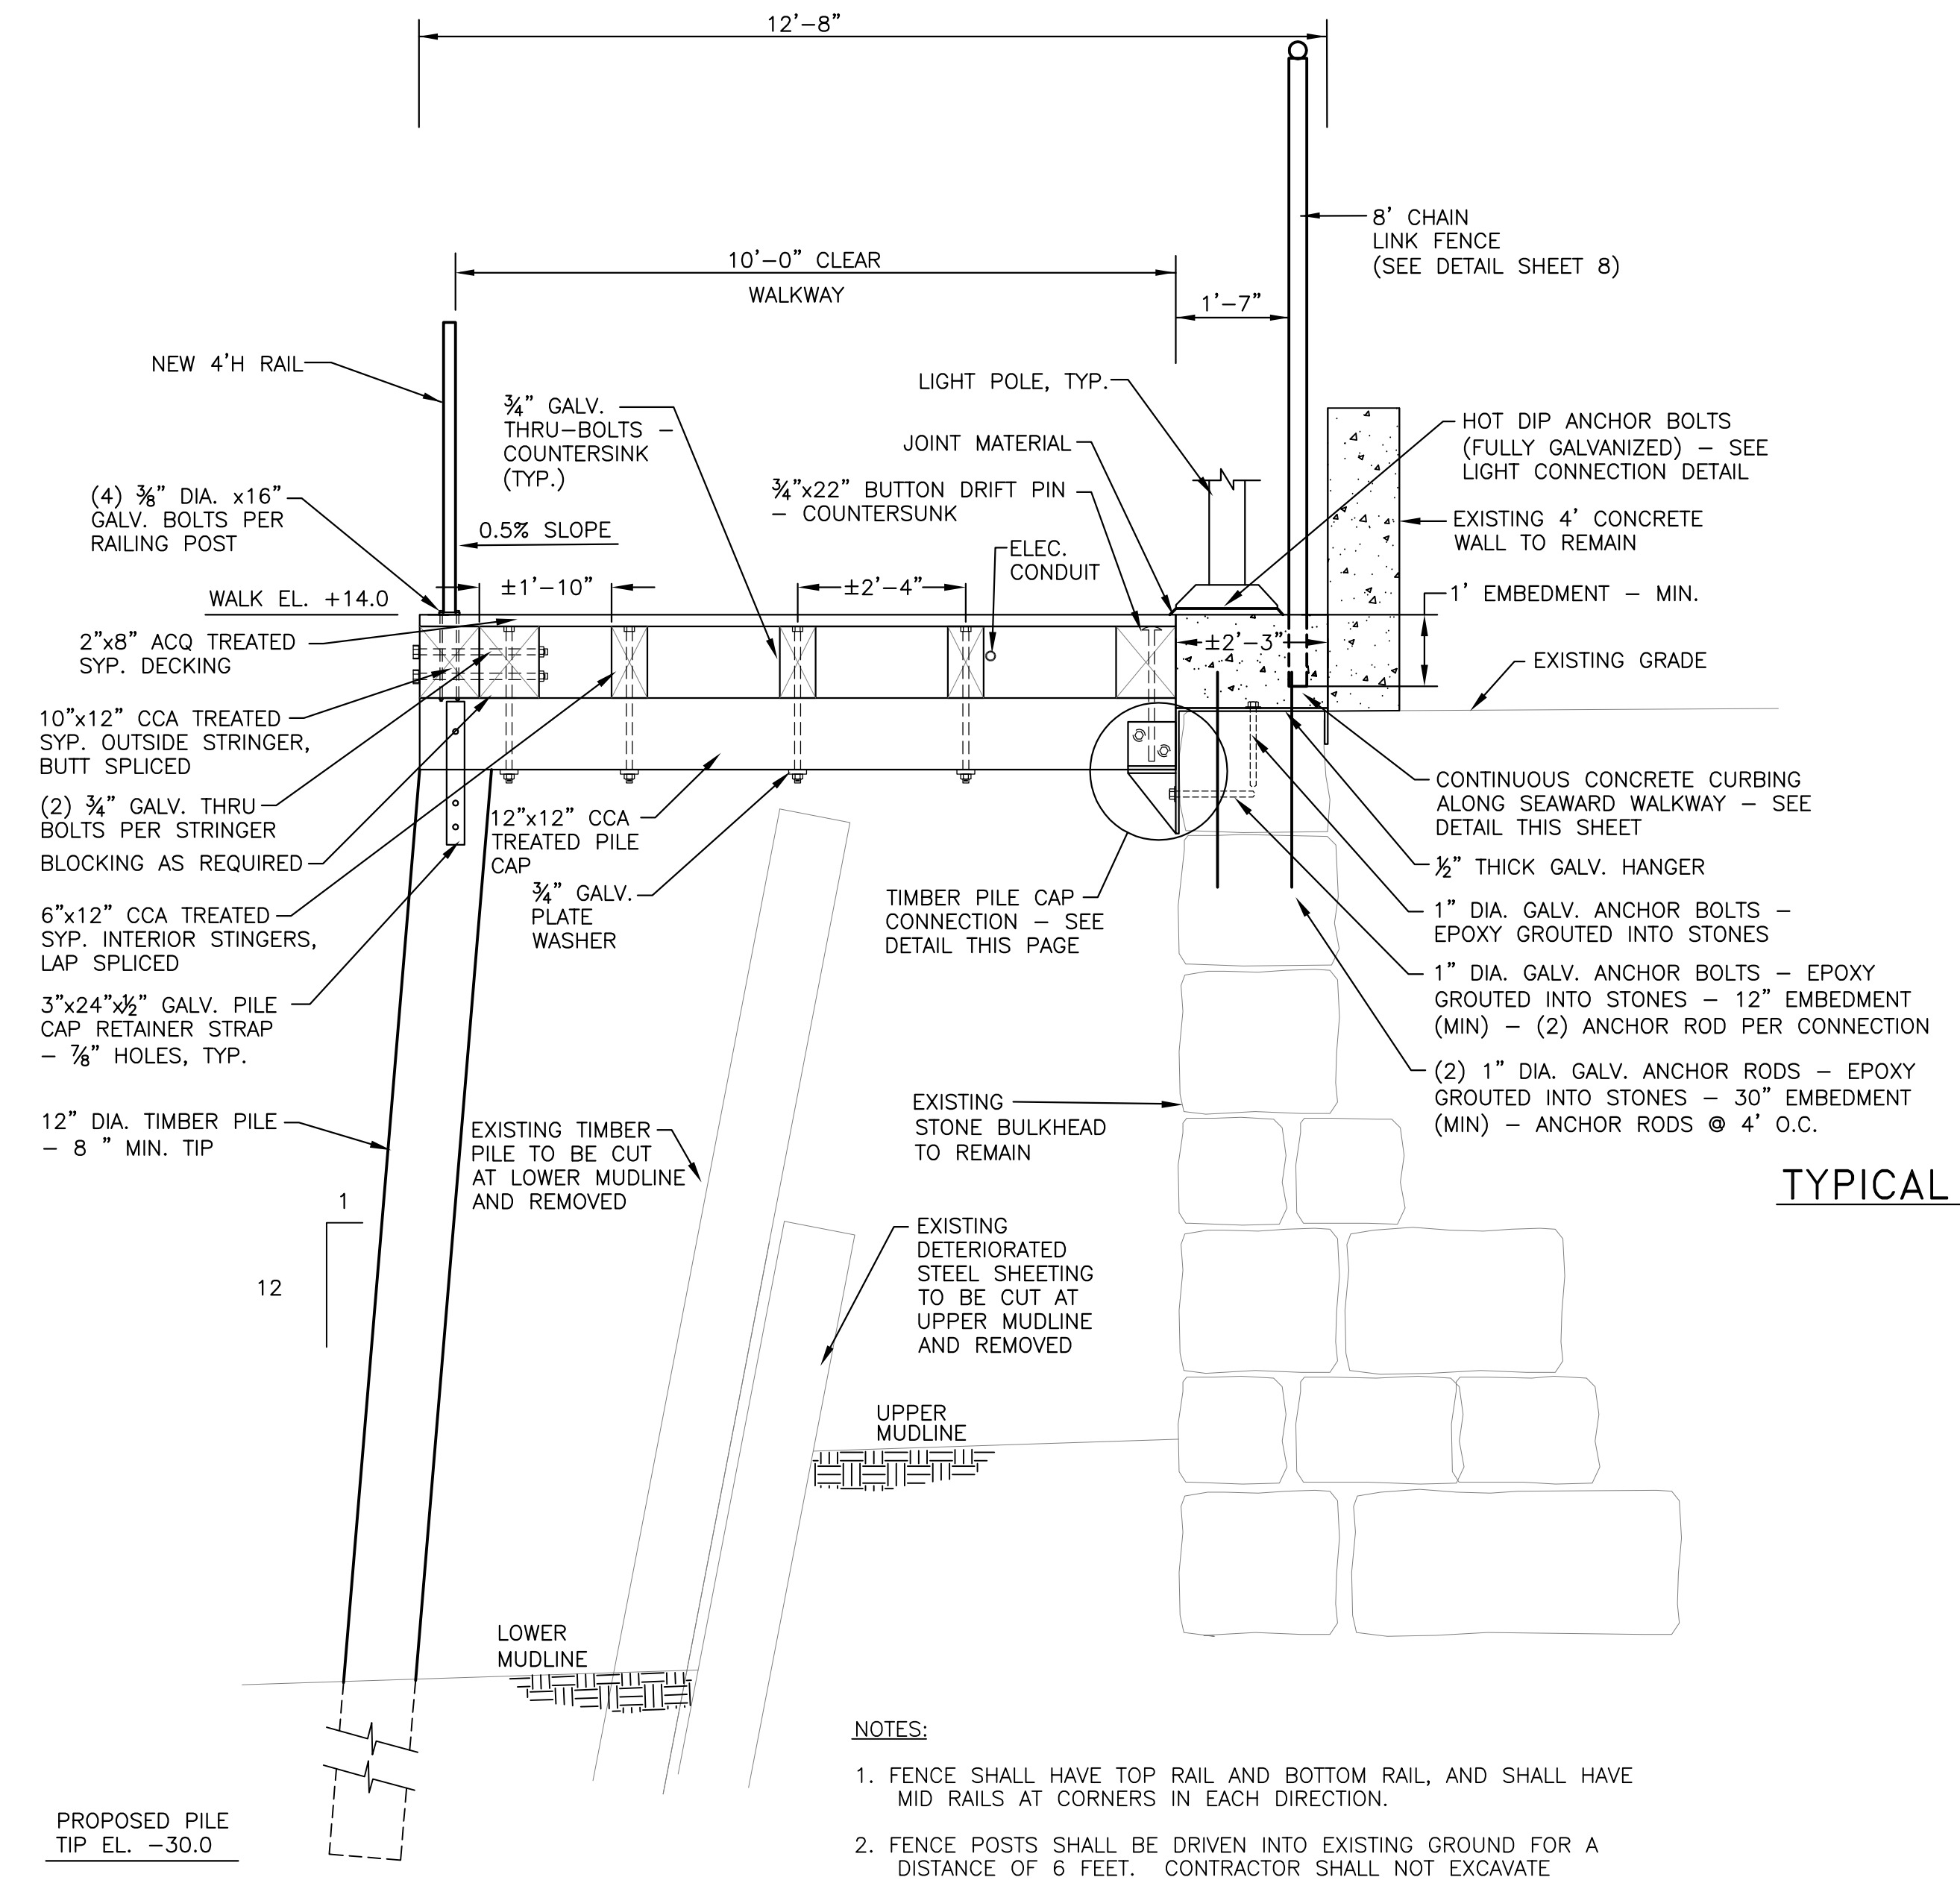 12'-8"
10'-0" CLEAR
WALKWAY
1'-7"
8' CHAIN
LINK FENCE
(SEE DETAIL SHEET 8)
NEW 4'H RAIL
¾" GALV.
THRU-BOLTS -
COUNTERSINK
(TYP.)
LIGHT POLE, TYP.
JOINT MATERIAL
¾"x22" BUTTON DRIFT PIN
- COUNTERSUNK
HOT DIP ANCHOR BOLTS
(FULLY GALVANIZED) - SEE
LIGHT CONNECTION DETAIL
(4) ⅜" DIA. x16"
GALV. BOLTS PER
RAILING POST
0.5% SLOPE
ELEC.
CONDUIT
EXISTING 4' CONCRETE
WALL TO REMAIN
WALK EL. +14.0
±1'-10"
±2'-4"
1' EMBEDMENT - MIN.
2"x8" ACQ TREATED
SYP. DECKING
±2'-3"
EXISTING GRADE
10"x12" CCA TREATED
SYP. OUTSIDE STRINGER,
BUTT SPLICED
(2) ¾" GALV. THRU
BOLTS PER STRINGER
BLOCKING AS REQUIRED
6"x12" CCA TREATED
SYP. INTERIOR STINGERS,
LAP SPLICED
3"x24"x½" GALV. PILE
CAP RETAINER STRAP
- ⅞" HOLES, TYP.
12" DIA. TIMBER PILE
- 8 " MIN. TIP
12"x12" CCA
TREATED PILE
CAP
¾" GALV.
PLATE
WASHER
TIMBER PILE CAP
CONNECTION - SEE
DETAIL THIS PAGE
CONTINUOUS CONCRETE CURBING
ALONG SEAWARD WALKWAY - SEE
DETAIL THIS SHEET
½" THICK GALV. HANGER
1" DIA. GALV. ANCHOR BOLTS -
EPOXY GROUTED INTO STONES
1" DIA. GALV. ANCHOR BOLTS - EPOXY
GROUTED INTO STONES - 12" EMBEDMENT
(MIN) - (2) ANCHOR ROD PER CONNECTION
(2) 1" DIA. GALV. ANCHOR RODS - EPOXY
GROUTED INTO STONES - 30" EMBEDMENT
(MIN) - ANCHOR RODS @ 4' O.C.
EXISTING
STONE BULKHEAD
TO REMAIN
EXISTING TIMBER
PILE TO BE CUT
AT LOWER MUDLINE
AND REMOVED
TYPICAL
1
12
EXISTING
DETERIORATED
STEEL SHEETING
TO BE CUT AT
UPPER MUDLINE
AND REMOVED
UPPER
MUDLINE
LOWER
MUDLINE
PROPOSED PILE
TIP EL. -30.0
NOTES:
1. FENCE SHALL HAVE TOP RAIL AND BOTTOM RAIL, AND SHALL HAVE
MID RAILS AT CORNERS IN EACH DIRECTION.
2. FENCE POSTS SHALL BE DRIVEN INTO EXISTING GROUND FOR A
DISTANCE OF 6 FEET. CONTRACTOR SHALL NOT EXCAVATE